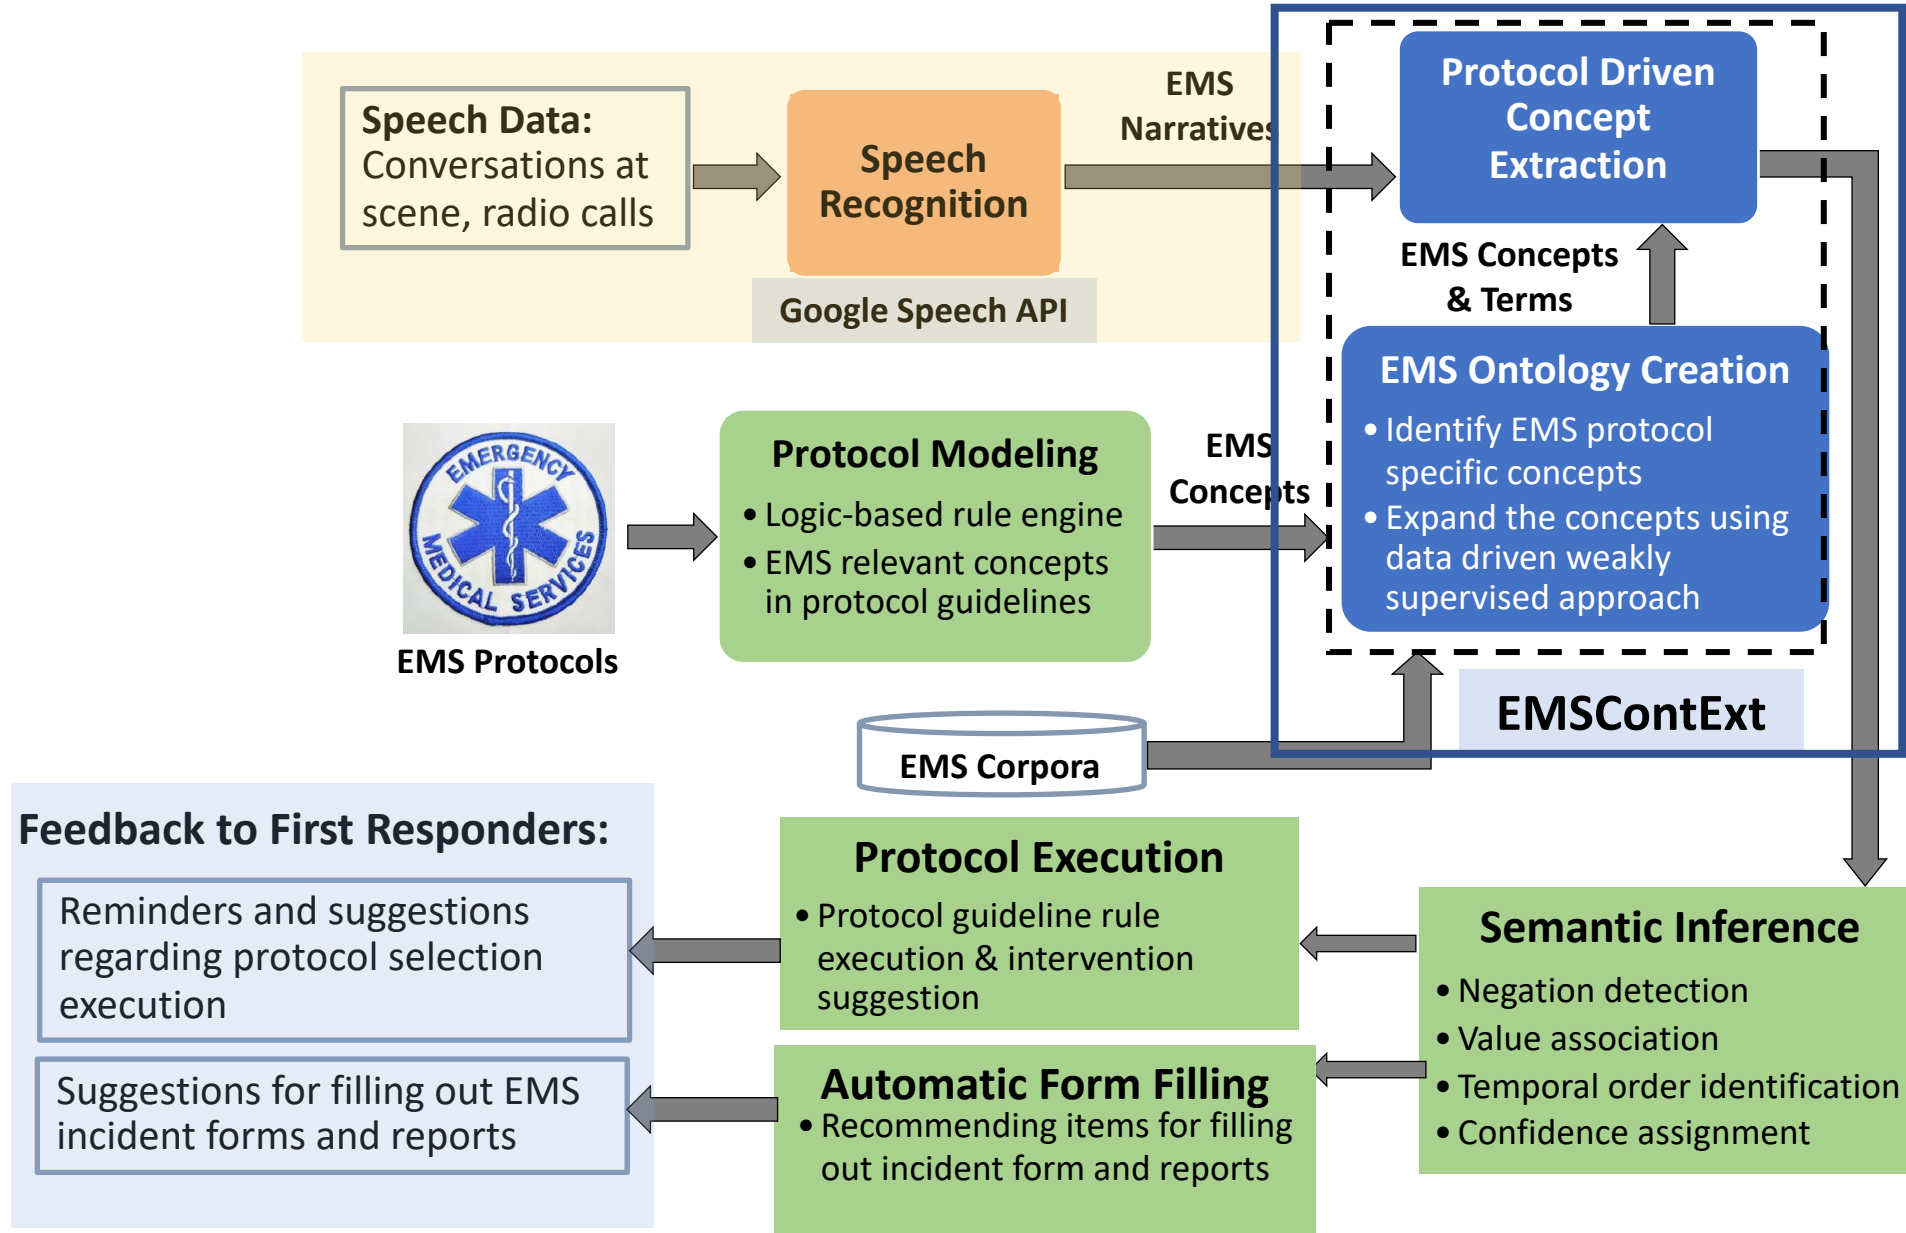 Speech Data:
Conversations at
scene, radio calls
Speech
Recognition
Google Speech API
EMS
Narratives
Protocol Driven
Concept
Extraction
EMS Concepts
& Terms
EMS Ontology Creation
• Identify EMS protocol
specific concepts
• Expand the concepts using
data driven weakly
supervised approach
EMERGENCY
MEDICAL SERVICES
EMS Protocols
Protocol Modeling
• Logic-based rule engine
• EMS relevant concepts
in protocol guidelines
EMS
Concepts
EMSContExt
EMS Corpora
Feedback to First Responders:
Reminders and suggestions
regarding protocol selection
execution
Suggestions for filling out EMS
incident forms and reports
Protocol Execution
• Protocol guideline rule
execution & intervention
suggestion
Automatic Form Filling
• Recommending items for filling
out incident form and reports
Semantic Inference
• Negation detection
• Value association
• Temporal order identification
• Confidence assignment